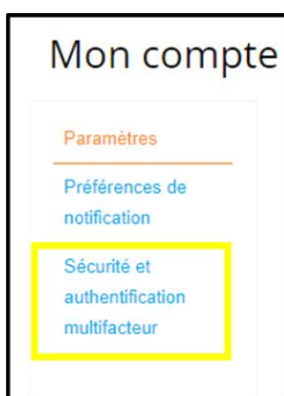 Mon compte
Paramètres
Préférences de
notification
Sécurité et
authentification
multifacteur